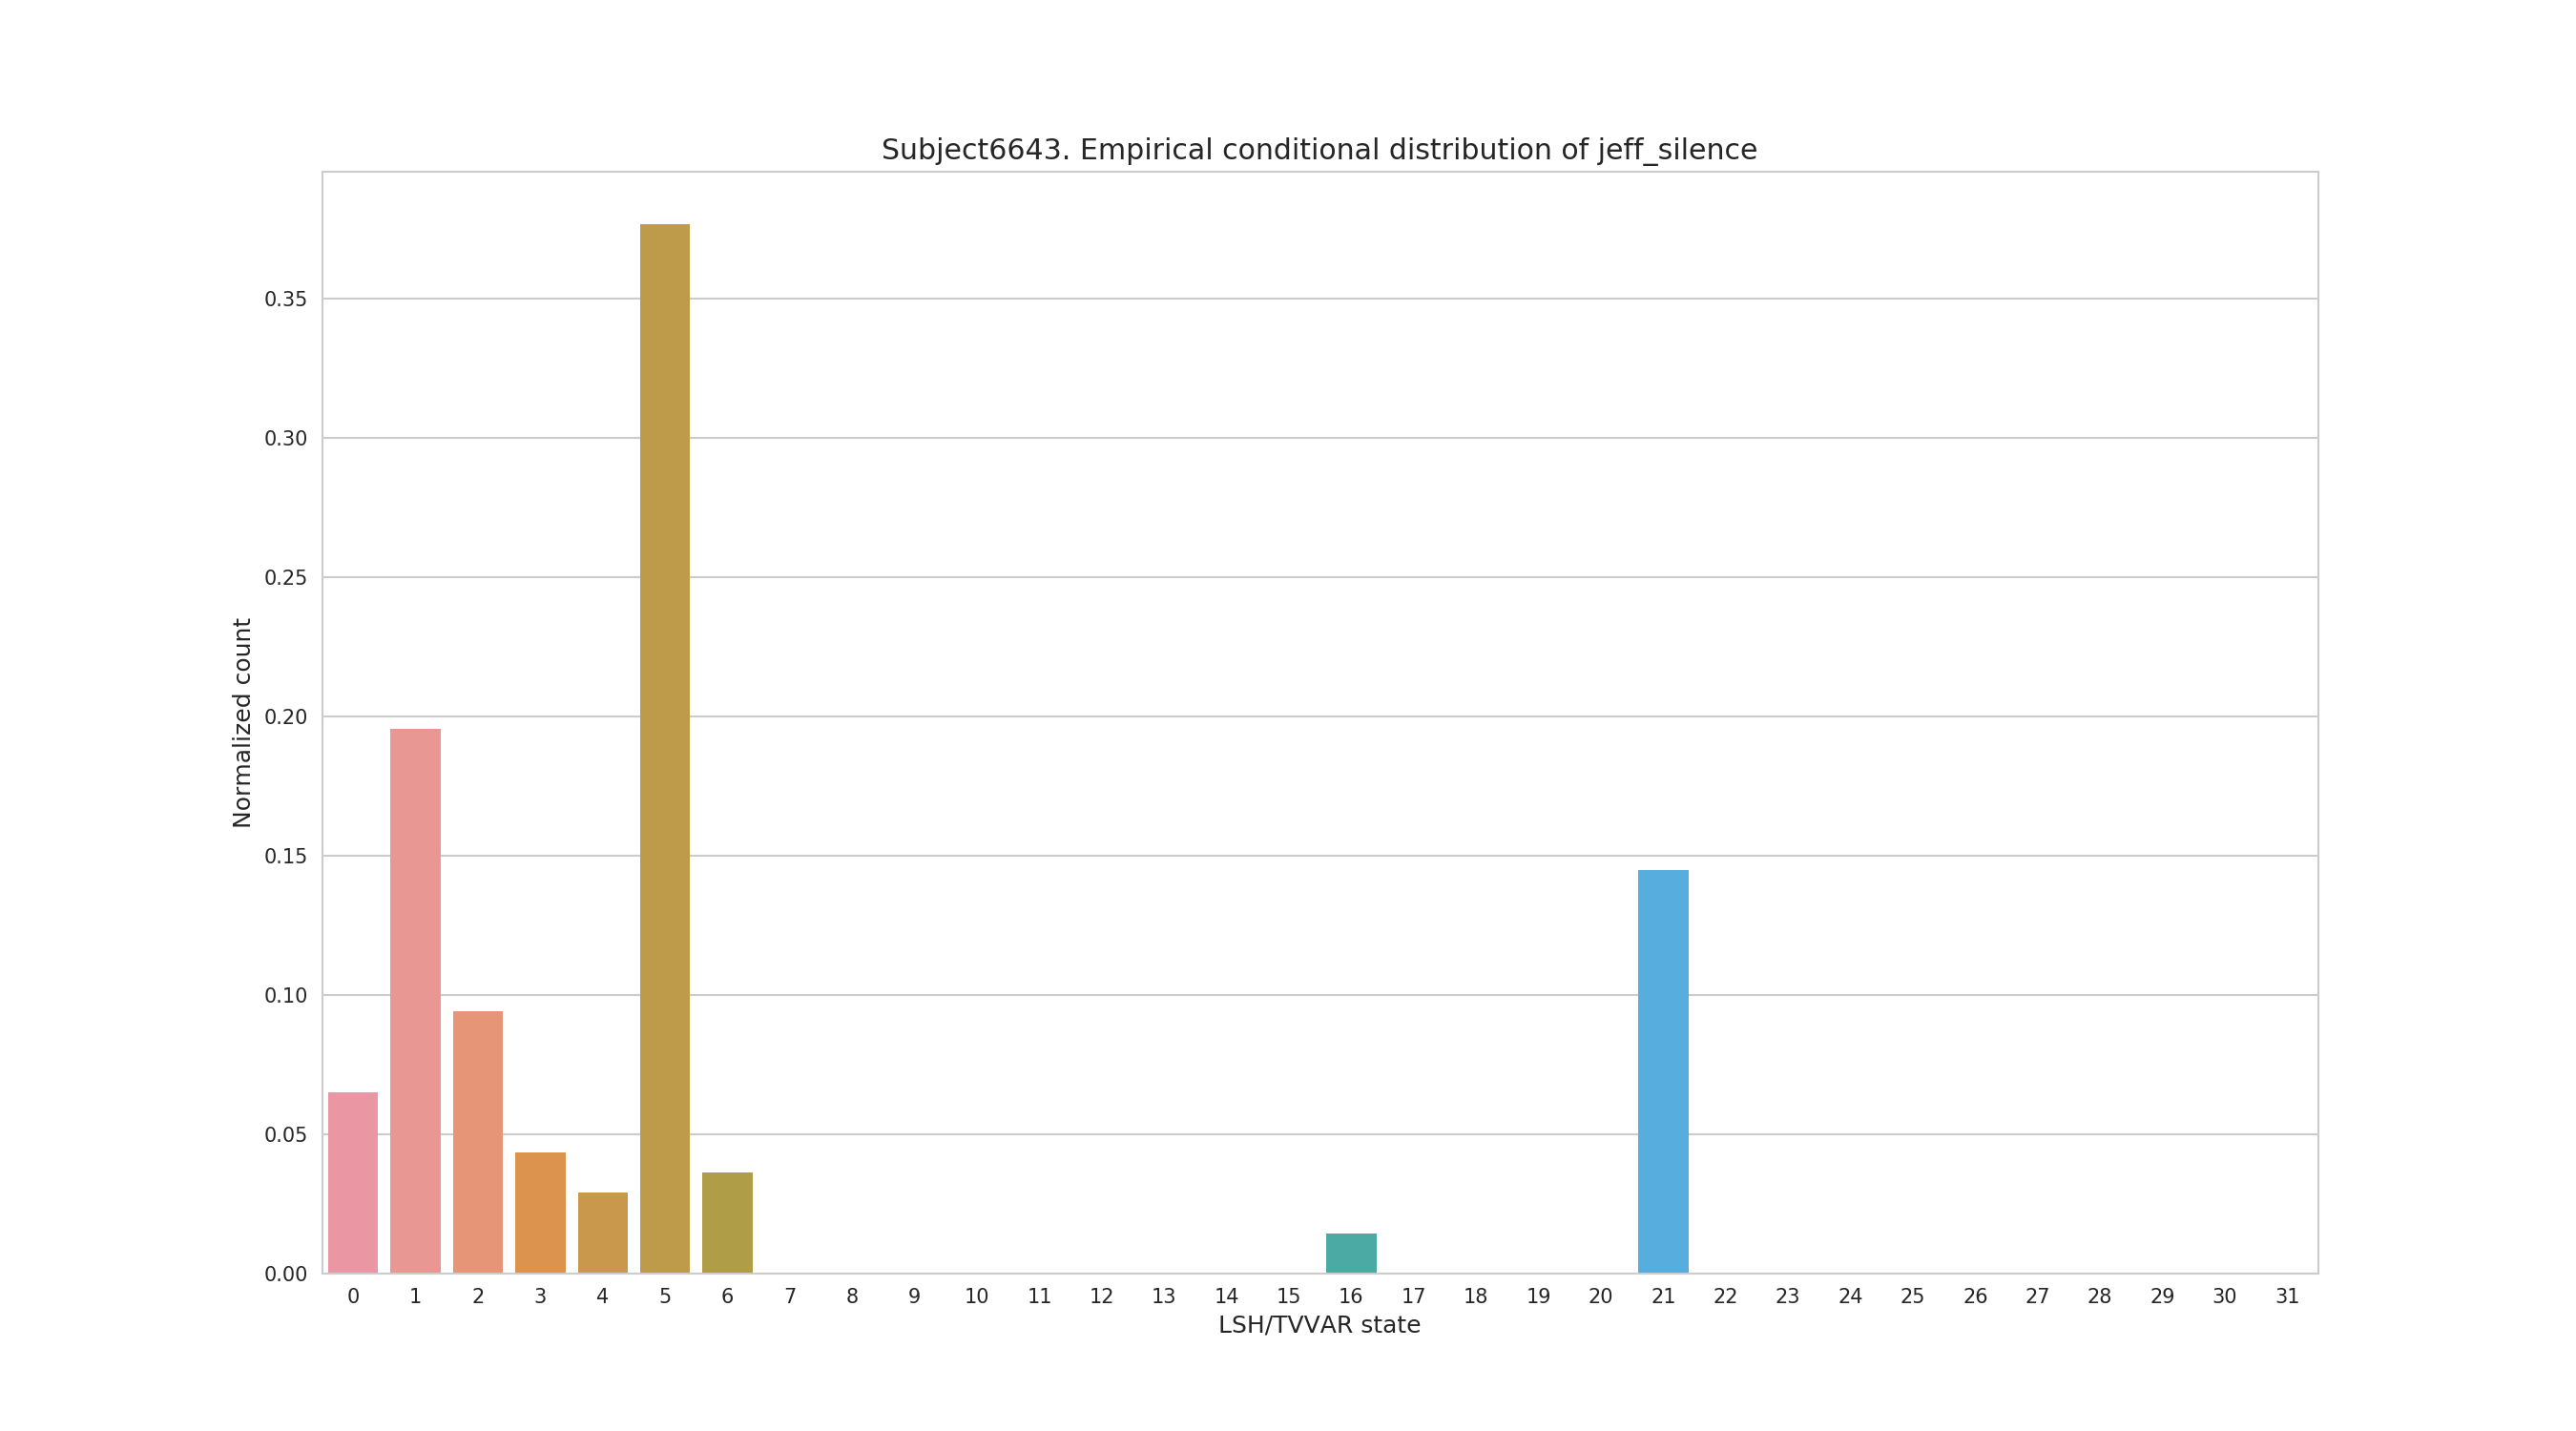 Subject6643. Empirical conditional distribution of jeff_silence
Normalized count
0.35
0.30
0.25
0.20
0.15
0.10
0.05
0.00
0 1 2 3 4 5 6 7 8 9 10 11 12 13 14 15 16 17 18 19 20 21 22 23 24 25 26 27 28 29 30 31
LSH/TVVAR state